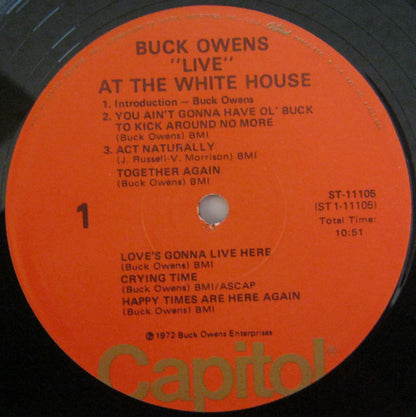 BUCK OWENS
"LIVE"
AT THE WHITE HOUSE
1. Introduction — Buck Owens
2. YOU AIN'T GONNA HAVE OL' BUCK
TO KICK AROUND NO MORE
(Buck Owens) BMI
3. ACT NATURALLY
(J. Russell-V. Morrison) BMI
TOGETHER AGAIN
(Buck Owens) BMI
1
ST-11105
(ST1-11105)
Total Time:
10:51
LOVE'S GONNA LIVE HERE
(Buck Owens) BMI
CRYING TIME
(Buck Owens) BMI/ASCAP
HAPPY TIMES ARE HERE AGAIN
(Buck Owens) BMI
℗1972 Buck Owens Enterprises
Capitol